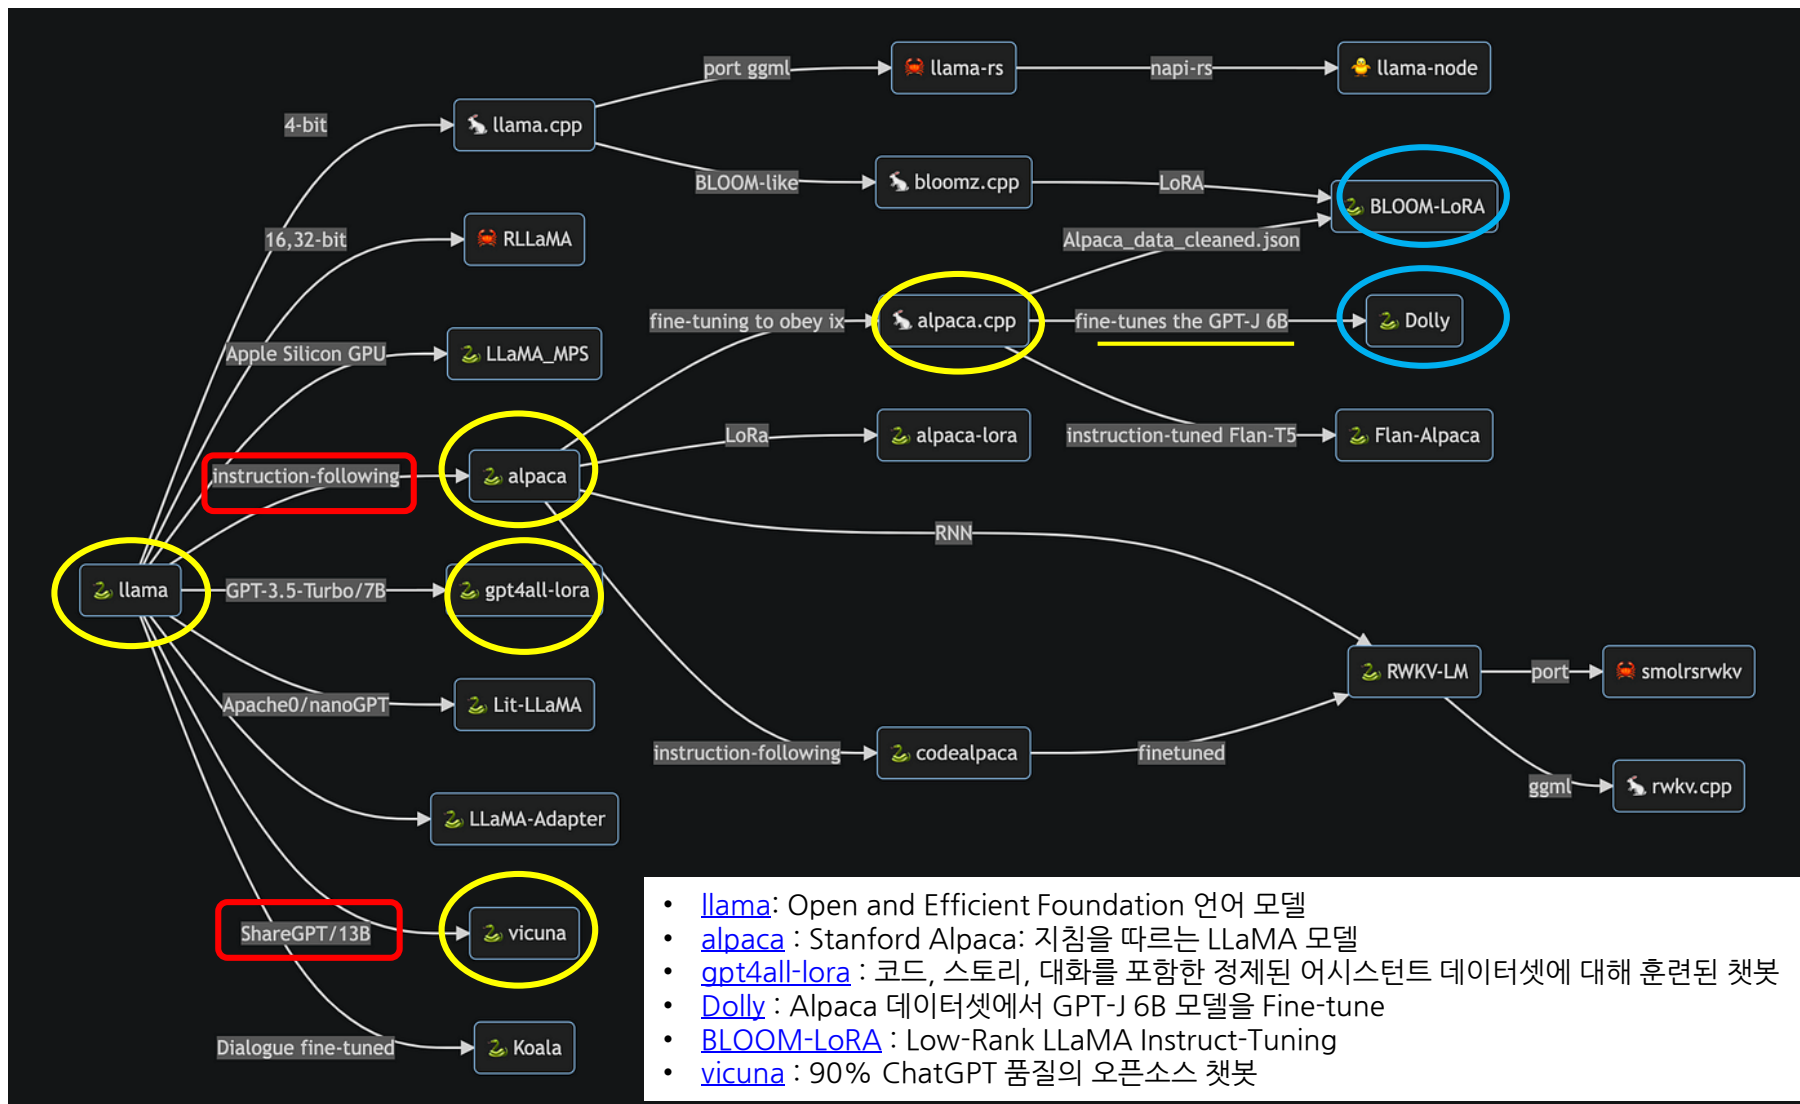 port ggml
llama-rs
napi-rs
llama-node
4-bit
llama.cpp
BLOOM-like
bloomz.cpp
LoRA
BLOOM-LoRA
16,32-bit
RLLaMA
Alpaca_data_cleaned.json
fine-tuning to obey ix
alpaca.cpp
fine-tunes the GPT-J 6B
Dolly
Apple Silicon GPU
LLaMA_MPS
LoRa
alpaca-lora
instruction-tuned Flan-T5
Flan-Alpaca
instruction-following
alpaca
RNN
llama
GPT-3.5-Turbo/7B
gpt4all-lora
RWKV-LM
port
smolrsrwkv
Apache0/nanoGPT
Lit-LLaMA
instruction-following
codealpaca
finetuned
ggml
rwkv.cpp
LLaMA-Adapter
ShareGPT/13B
vicuna
Dialogue fine-tuned
Koala
• llama: Open and Efficient Foundation 언어 모델
• alpaca : Stanford Alpaca: 지침을 따르는 LLaMA 모델
• gpt4all-lora : 코드, 스토리, 대화를 포함한 정제된 어시스턴트 데이터셋에 대해 훈련된 챗봇
• Dolly : Alpaca 데이터셋에서 GPT-J 6B 모델을 Fine-tune
• BLOOM-LoRA : Low-Rank LLaMA Instruct-Tuning
• vicuna : 90% ChatGPT 품질의 오픈소스 챗봇